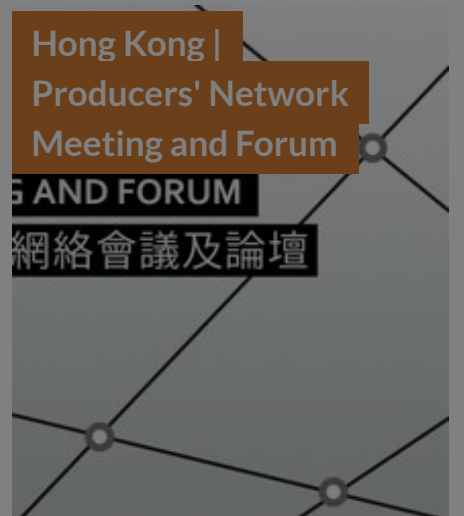 Hong Kong |
Producers' Network
Meeting and Forum
AND FORUM
網絡會議及論壇